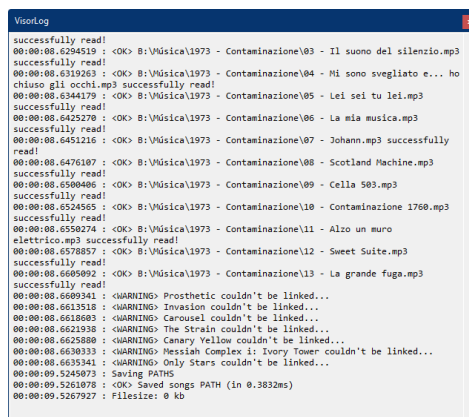 VisorLog
successfully read!
00:00:08.6294519 : <OK> B:\Música\1973 - Contaminazione\03 - Il suono del silenzio.mp3
successfully read!
00:00:08.6319263 : <OK> B:\Música\1973 - Contaminazione\04 - Mi sono svegliato e... ho
chiuso gli occhi.mp3 successfully read!
00:00:08.6344179 : <OK> B:\Música\1973 - Contaminazione\05 - Lei sei tu lei.mp3
successfully read!
00:00:08.6425270 : <OK> B:\Música\1973 - Contaminazione\06 - La mia musica.mp3
successfully read!
00:00:08.6451216 : <OK> B:\Música\1973 - Contaminazione\07 - Johann.mp3 successfully
read!
00:00:08.6476107 : <OK> B:\Música\1973 - Contaminazione\08 - Scotland Machine.mp3
successfully read!
00:00:08.6500406 : <OK> B:\Música\1973 - Contaminazione\09 - Cella 503.mp3
successfully read!
00:00:08.6524565 : <OK> B:\Música\1973 - Contaminazione\10 - Contaminazione 1760.mp3
successfully read!
00:00:08.6550274 : <OK> B:\Música\1973 - Contaminazione\11 - Alzo un muro
elettrico.mp3 successfully read!
00:00:08.6578857 : <OK> B:\Música\1973 - Contaminazione\12 - Sweet Suite.mp3
successfully read!
00:00:08.6605092 : <OK> B:\Música\1973 - Contaminazione\13 - La grande fuga.mp3
successfully read!
00:00:08.6609341 : <WARNING> Prosthetic couldn't be linked...
00:00:08.6613518 : <WARNING> Invasion couldn't be linked...
00:00:08.6618603 : <WARNING> Carousel couldn't be linked...
00:00:08.6621938 : <WARNING> The Strain couldn't be linked...
00:00:08.6625880 : <WARNING> Canary Yellow couldn't be linked...
00:00:08.6630333 : <WARNING> Messiah Complex i: Ivory Tower couldn't be linked...
00:00:08.6635341 : <WARNING> Only Stars couldn't be linked...
00:00:09.5245073 : Saving PATHS
00:00:09.5261078 : <OK> Saved songs PATH (in 0.3832ms)
00:00:09.5267927 : Filesize: 0 kb